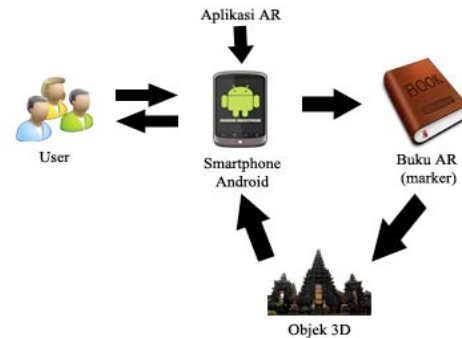 Aplikasi AR
BOOK
User
Smartphone
Android
Buku AR
(marker)
Objek 3D